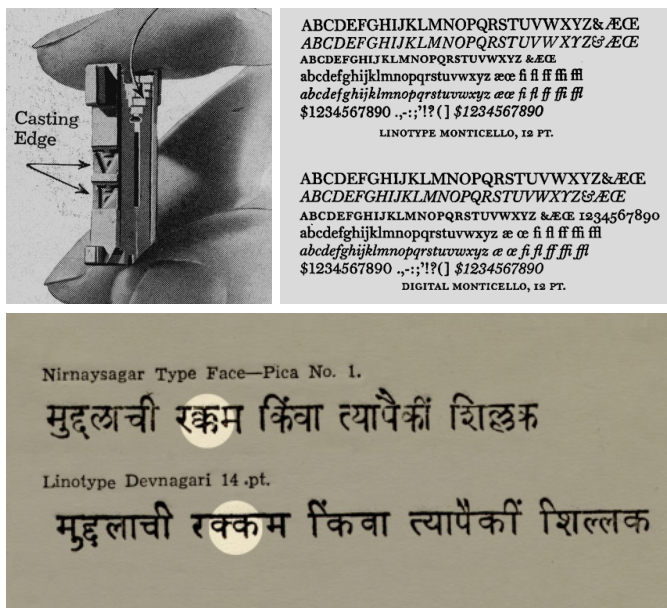 Casting
Edge
ABCDEFGHIJKLMNOPQRSTUVWXYZ&ÆŒ
ABCDEFGHIJKLMNOPQRSTUVWXYZ&ÆŒ
ABCDEFGHIJKLMNOPQRSTUVWXYZ &ÆŒ
abcdefghijklmnopqrstuvwxyz æœ fi fl ff ffi ffl
abcdefghijklmnopqrstuvwxyz æœ fi fl ff ffi ffl
$1234567890 .,-:;'!?( ] $1234567890
LINOTYPE MONTICELLO, 12 PT.
ABCDEFGHIJKLMNOPQRSTUVWXYZ&ÆŒ
ABCDEFGHIJKLMNOPQRSTUVWXYZ&ÆŒ
ABCDEFGHIJKLMNOPQRSTUVWXYZ &ÆŒ 1234567890
abcdefghijklmnopqrstuvwxyz æ œ fi fl ff ffi ffl
abcdefghijklmnopqrstuvwxyz æ œ fi fl ff ffi ffl
$1234567890 .,-:;'!?( ] $1234567890
DIGITAL MONTICELLO, 12 PT.
Nirnaysagar Type Face—Pica No. 1.
मुद्दलाची रक्कम किंवा त्यापैकीं शिल्लक
Linotype Devnagari 14 .pt.
मुद्दलाची रक्कम किंवा त्यापैकीं शिल्लक